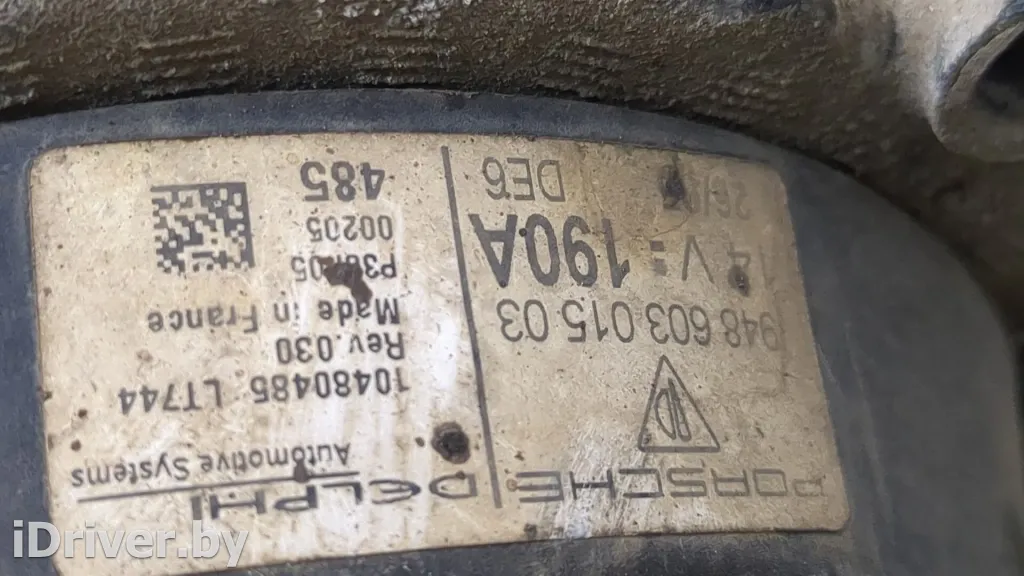 PORSCHE
948 603 015 03
14 V = 190A
DE6
DELPHI
Automotive Systems
10480485 LT744
Rev.030
Made in France
00205
485
iDriver.by